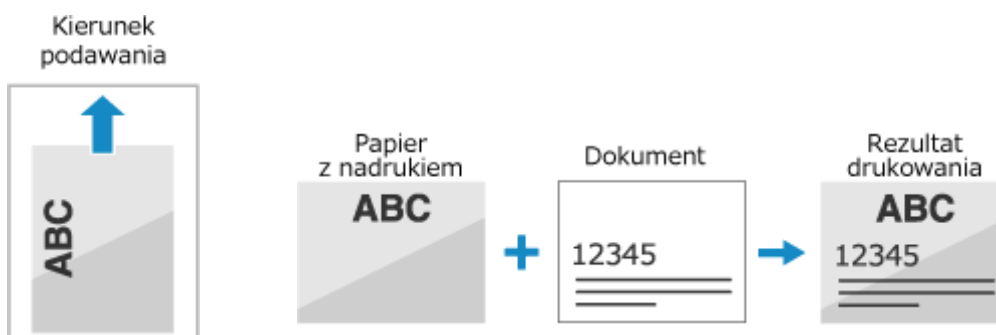 Kierunek
podawania
ABC
Papier
z nadrukiem
ABC
Dokument
12345
Rezultat
drukowania
ABC
12345